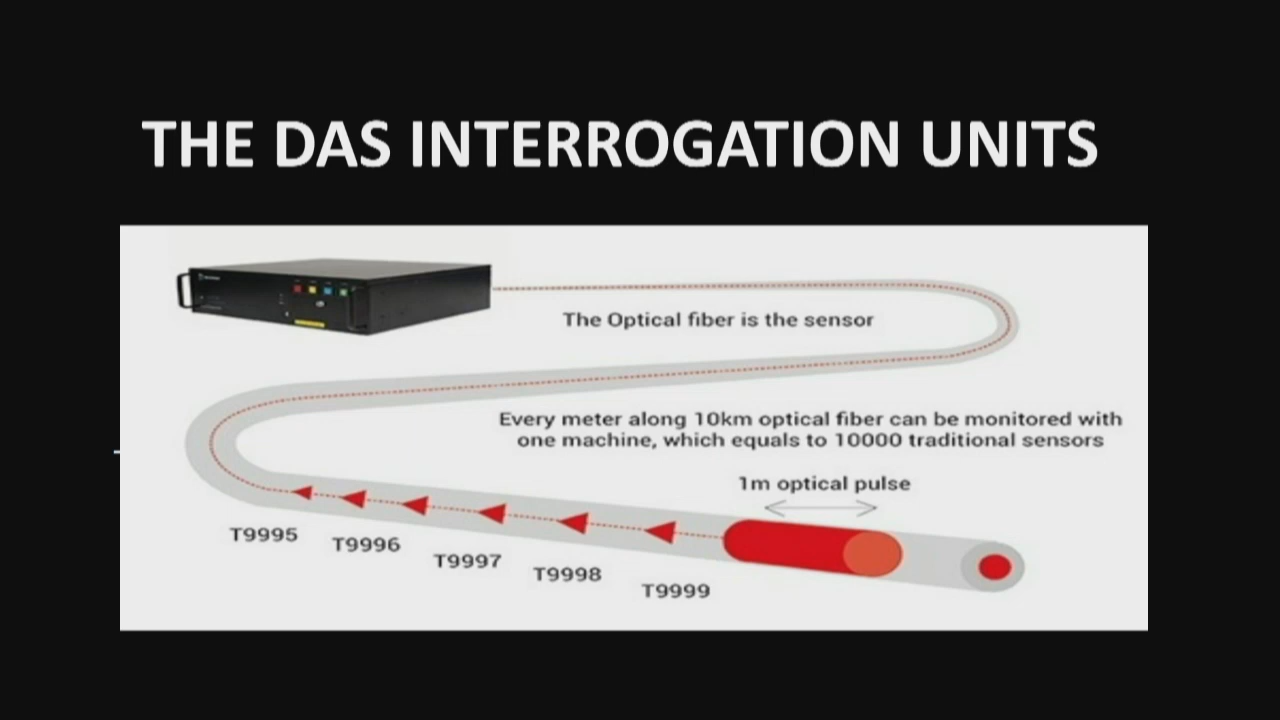 THE DAS INTERROGATION UNITS
The Optical fiber is the sensor
Every meter along 10km optical fiber can be monitored with
one machine, which equals to 10000 traditional sensors
1m optical pulse
T9995
T9996
T9997
T9998
T9999